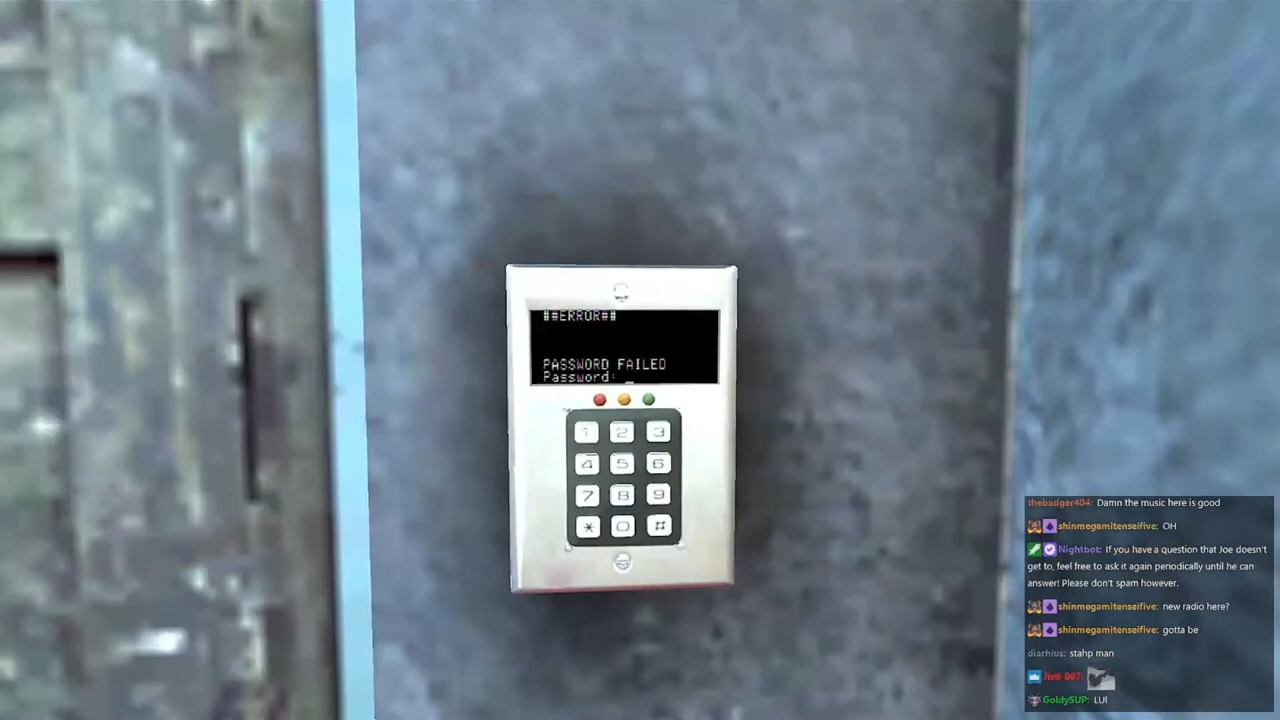 ##ERROR##
PASSWORD FAILED
Password: _
1 2 3
4 5 6
7 8 9
* 0 #
thebadger404: Damn the music here is good
shinmegamitenseifive: OH
Nightbot: If you have a question that Joe doesn't
get to, feel free to ask it again periodically until he can
answer! Please don't spam however.
shinmegamitenseifive: new radio here?
shinmegamitenseifive: gotta be
diarhius: stahp man
GoldySUP: LUl